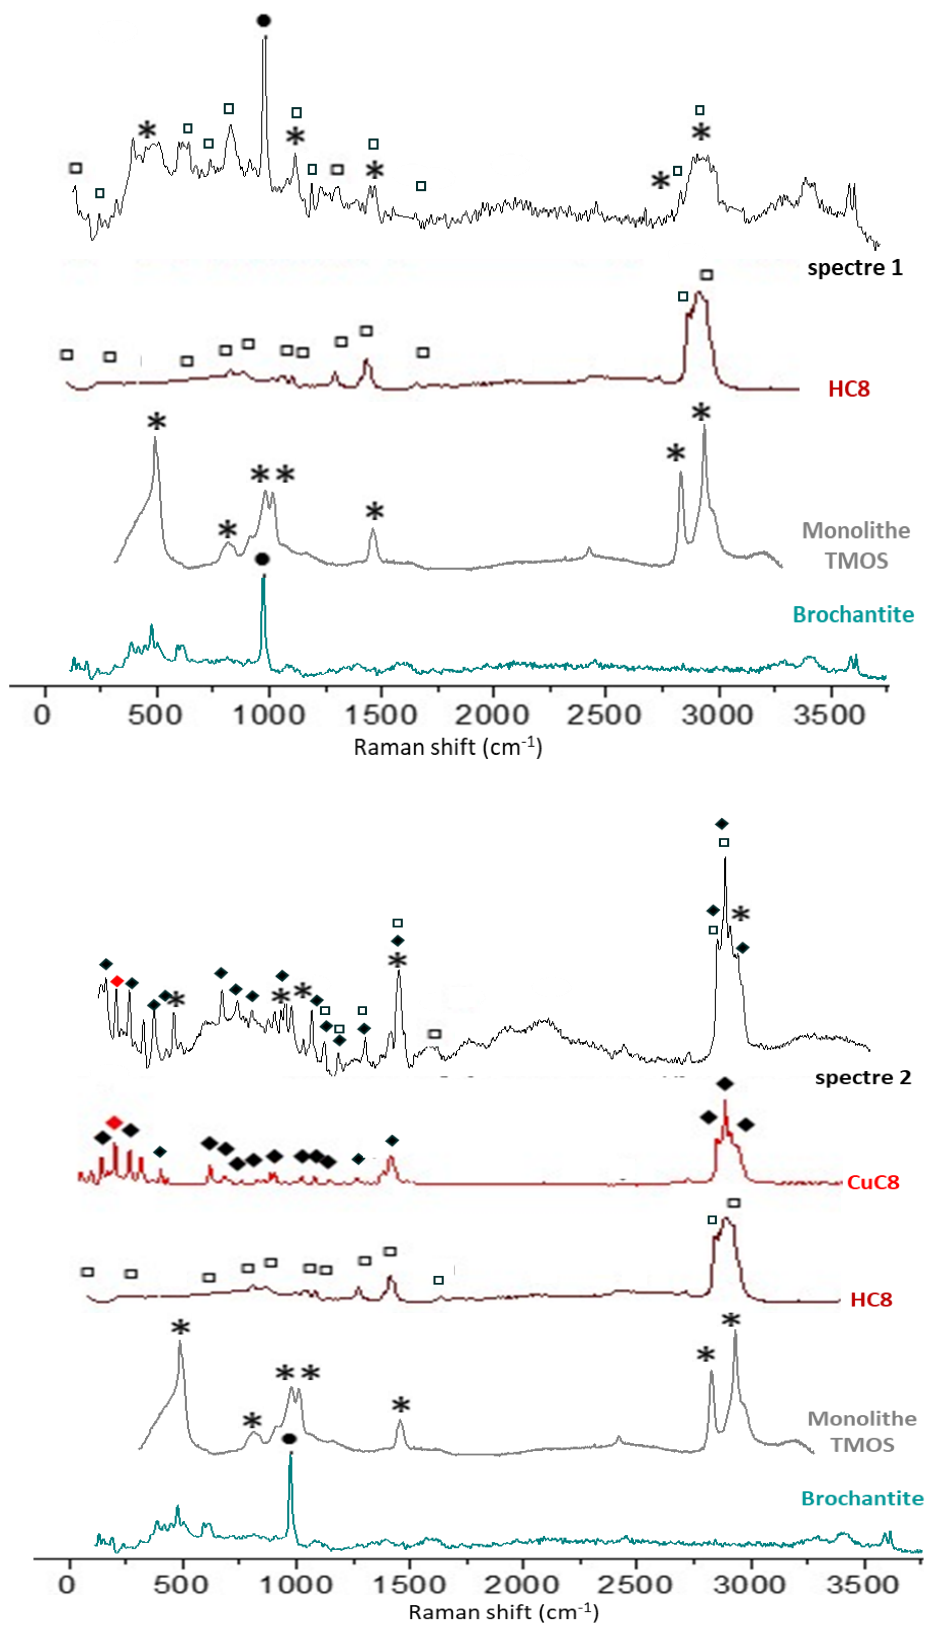 spectre 1
HC8
Monolithe
TMOS
Brochantite
0 500 1000 1500 2000 2500 3000 3500
Raman shift (cm-1)
spectre 2
CuC8
HC8
Monolithe
TMOS
Brochantite
0 500 1000 1500 2000 2500 3000 3500
Raman shift (cm-1)